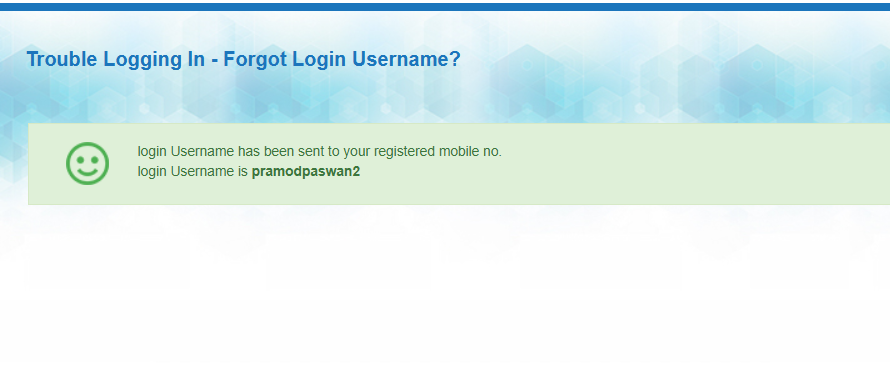 Trouble Logging In - Forgot Login Username?
login Username has been sent to your registered mobile no.
login Username is pramodpaswan2